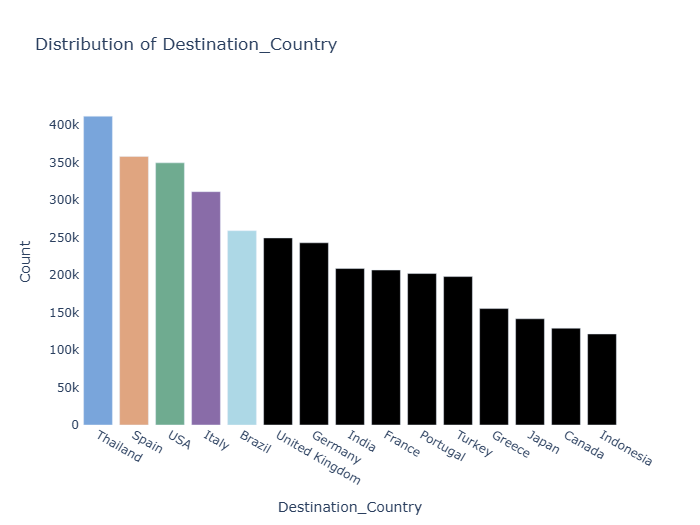 Distribution of Destination_Country
400k
350k
300k
250k
200k
150k
100k
50k
0
Count
Thailand
Spain
USA
Italy
Brazil
United Kingdom
Germany
India
France
Portugal
Turkey
Greece
Japan
Canada
Indonesia
Destination_Country